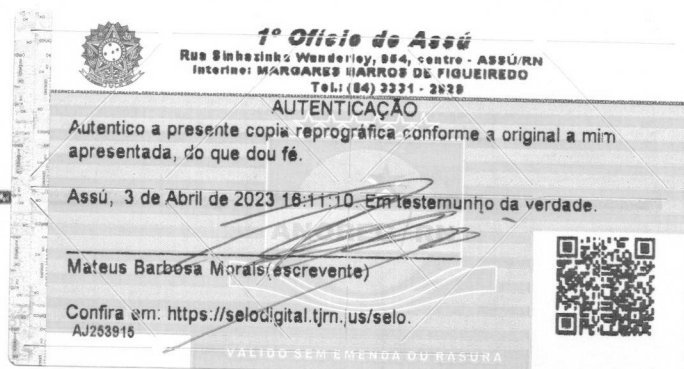 1º Ofício de Assú
Rua Sinhazinha Wanderley, 954, centro - ASSÚ/RN
Interino: MARGARES BARROS DE FIGUEIREDO
Tel.: (84) 3331 - 2829
AUTENTICAÇÃO
Autentico a presente copia reprográfica conforme a original a mim
apresentada, do que dou fé.
Assú, 3 de Abril de 2023 16:11:10. Em testemunho da verdade.
Mateus Barbosa Morais(escrevente)
Confira em: https://selodigital.tjrn.jus/selo.
AJ253915
VALIDO SEM EMENDA OU RASURA